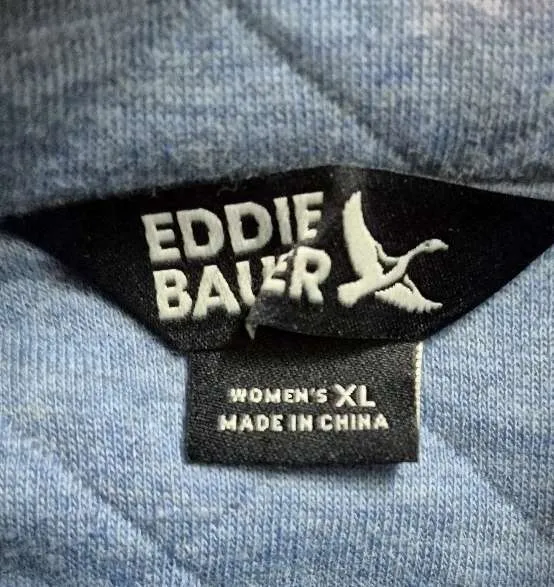 EDDIE
BAUER
WOMEN'S XL
MADE IN CHINA